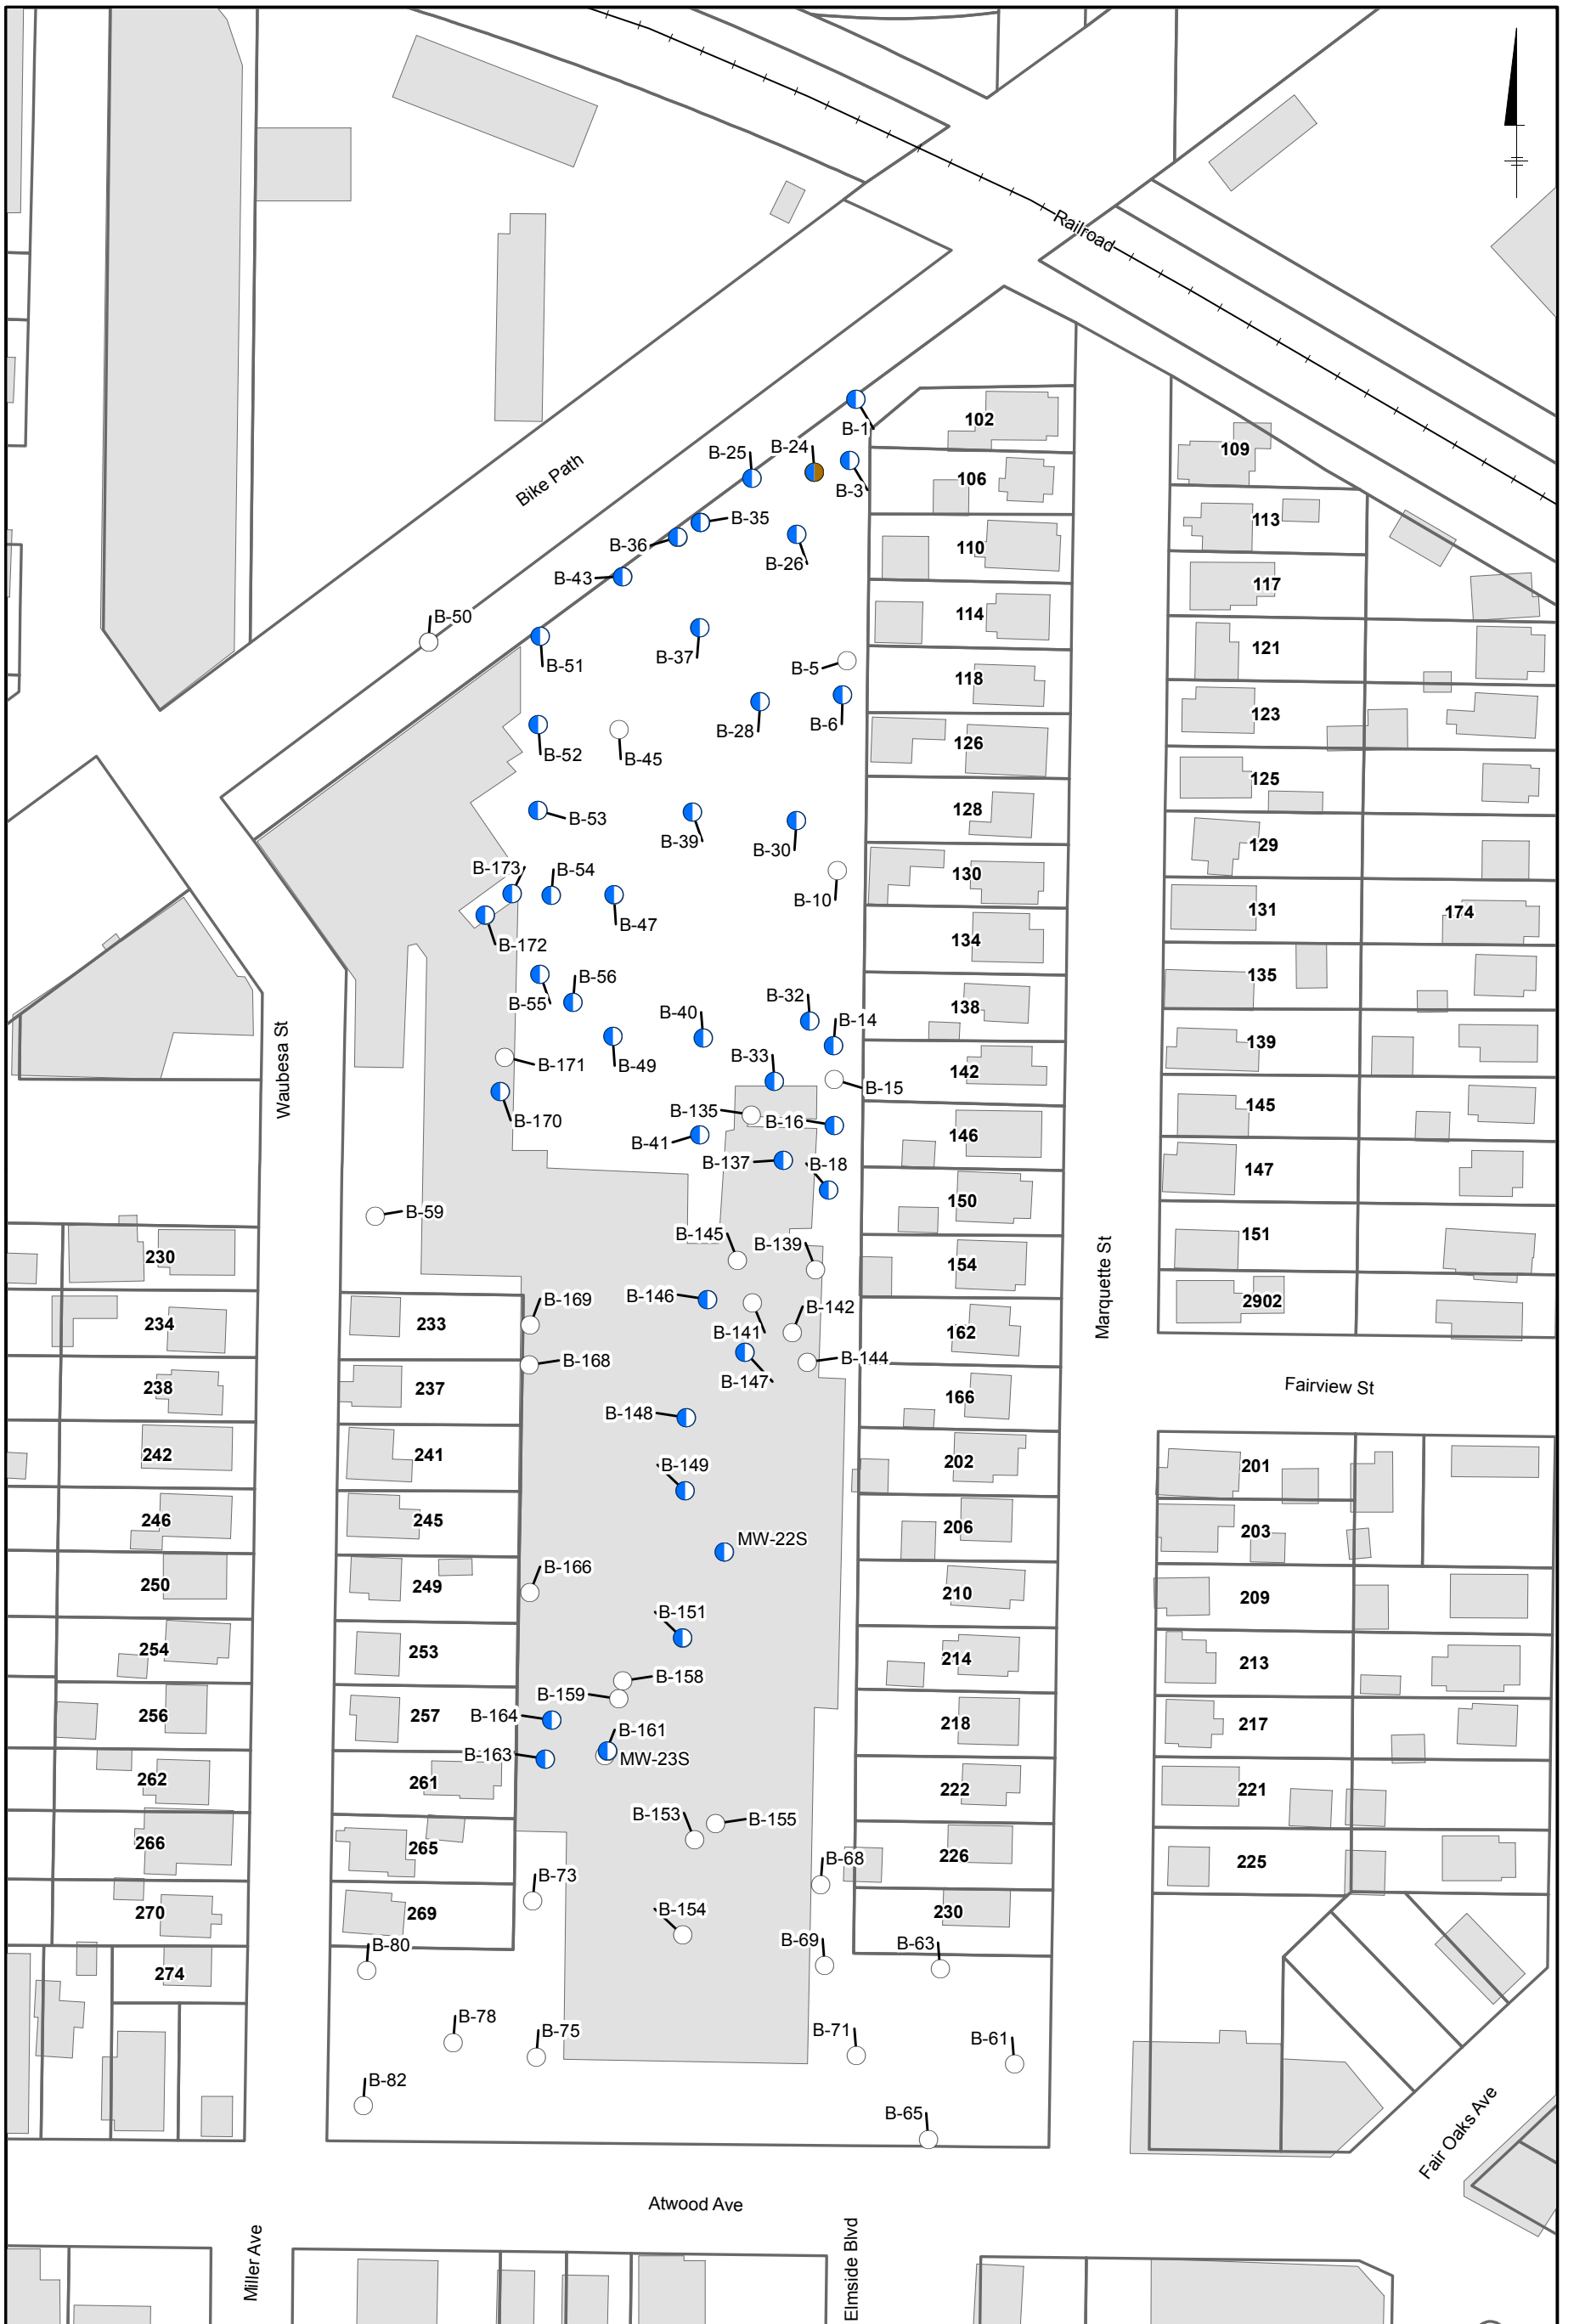 Railroad
102
B-1
109
B-24
B-25
106
B-3
Bike Path
B-35
113
B-36
110
B-26
B-43
117
B-50
114
121
B-37
B-51
B-5
118
123
B-6
B-28
126
B-52
B-45
125
128
B-53
B-39
129
B-30
B-173
B-54
130
B-10
131
174
B-47
134
B-172
135
B-56
B-32
B-55
138
B-40
B-14
139
Waubesa St
B-33
B-171
B-49
142
B-15
145
B-135
B-170
B-16
146
B-41
B-137
B-18
147
150
B-59
B-145
151
B-139
230
154
B-146
B-169
2902
B-142
Marquette St
234
233
B-141
162
B-168
B-144
B-147
238
237
Fairview St
166
B-148
242
241
202
B-149
201
246
245
206
203
MW-22S
B-166
250
249
210
209
B-151
254
253
214
213
B-158
B-159
256
257
B-164
218
217
B-161
B-163
MW-23S
262
261
222
221
B-153
B-155
266
265
226
B-68
225
B-73
270
269
B-154
230
B-80
B-69
B-63
274
B-78
B-75
B-71
B-61
B-82
B-65
Fair Oaks Ave
Atwood Ave
Miller Ave
Elmside Blvd